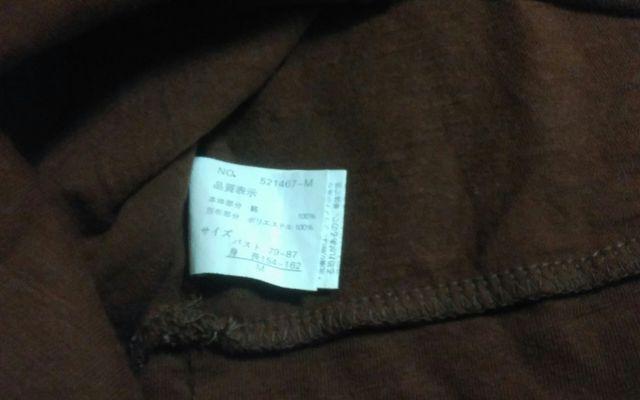 NO. 521467-M
品質表示
本体部分 綿 100%
別布部分 ポリエステル 100%
サイズ
バスト 79-87
身 長 154-162
M